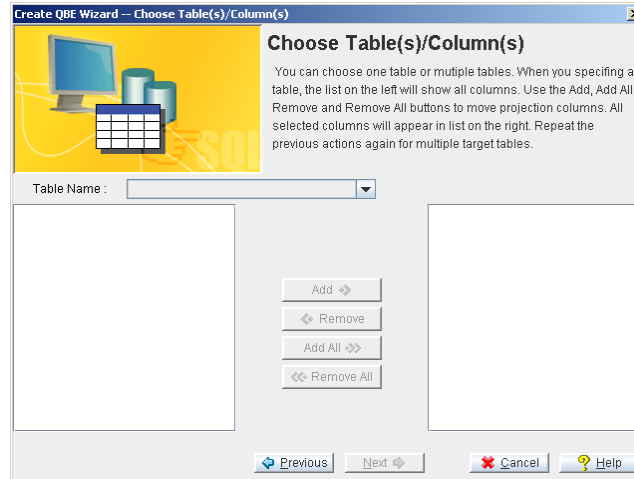 Create QBE Wizard -- Choose Table(s)/Column(s)
Choose Table(s)/Column(s)
You can choose one table or mutiple tables. When you specifing a
table, the list on the left will show all columns. Use the Add, Add All
Remove and Remove All buttons to move projection columns. All
selected columns will appear in list on the right. Repeat the
previous actions again for multiple target tables.
SQL
Table Name :
Add
Remove
Add All
Remove All
Previous
Next
Cancel
Help